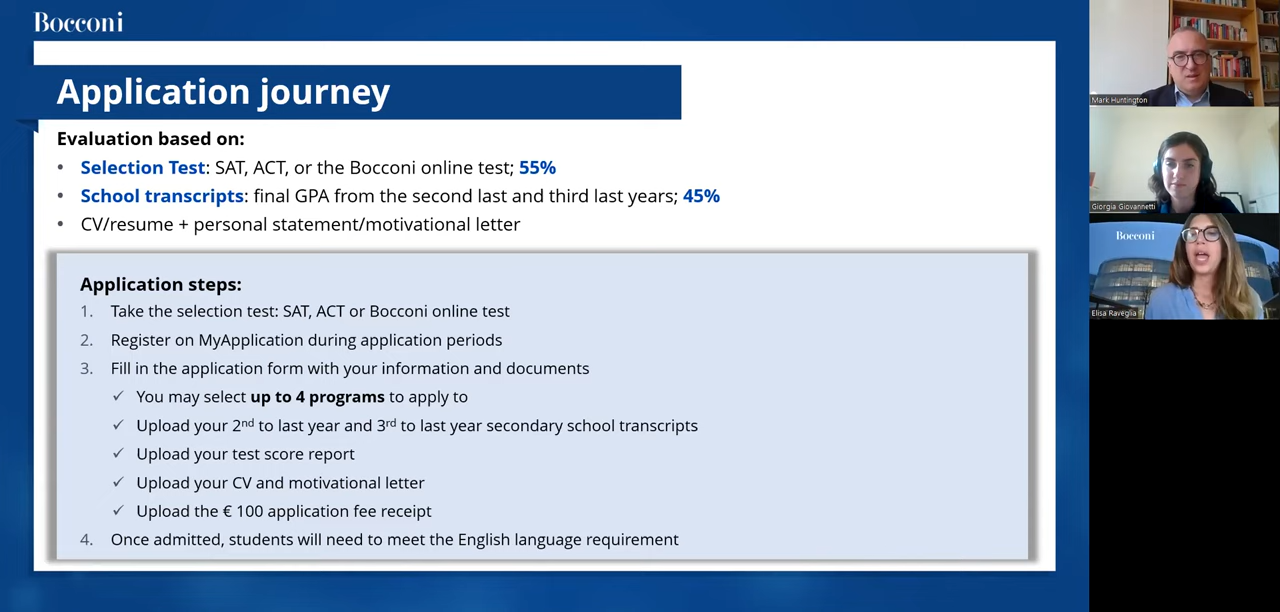 Bocconi
Application journey
Evaluation based on:
• Selection Test: SAT, ACT, or the Bocconi online test; 55%
• School transcripts: final GPA from the second last and third last years; 45%
• CV/resume + personal statement/motivational letter
Application steps:
1. Take the selection test: SAT, ACT or Bocconi online test
2. Register on MyApplication during application periods
3. Fill in the application form with your information and documents
✓ You may select up to 4 programs to apply to
✓ Upload your 2nd to last year and 3rd to last year secondary school transcripts
✓ Upload your test score report
✓ Upload your CV and motivational letter
✓ Upload the € 100 application fee receipt
4. Once admitted, students will need to meet the English language requirement
Mark Huntington
Giorgia Giovannetti
Bocconi
Elisa Raveglia